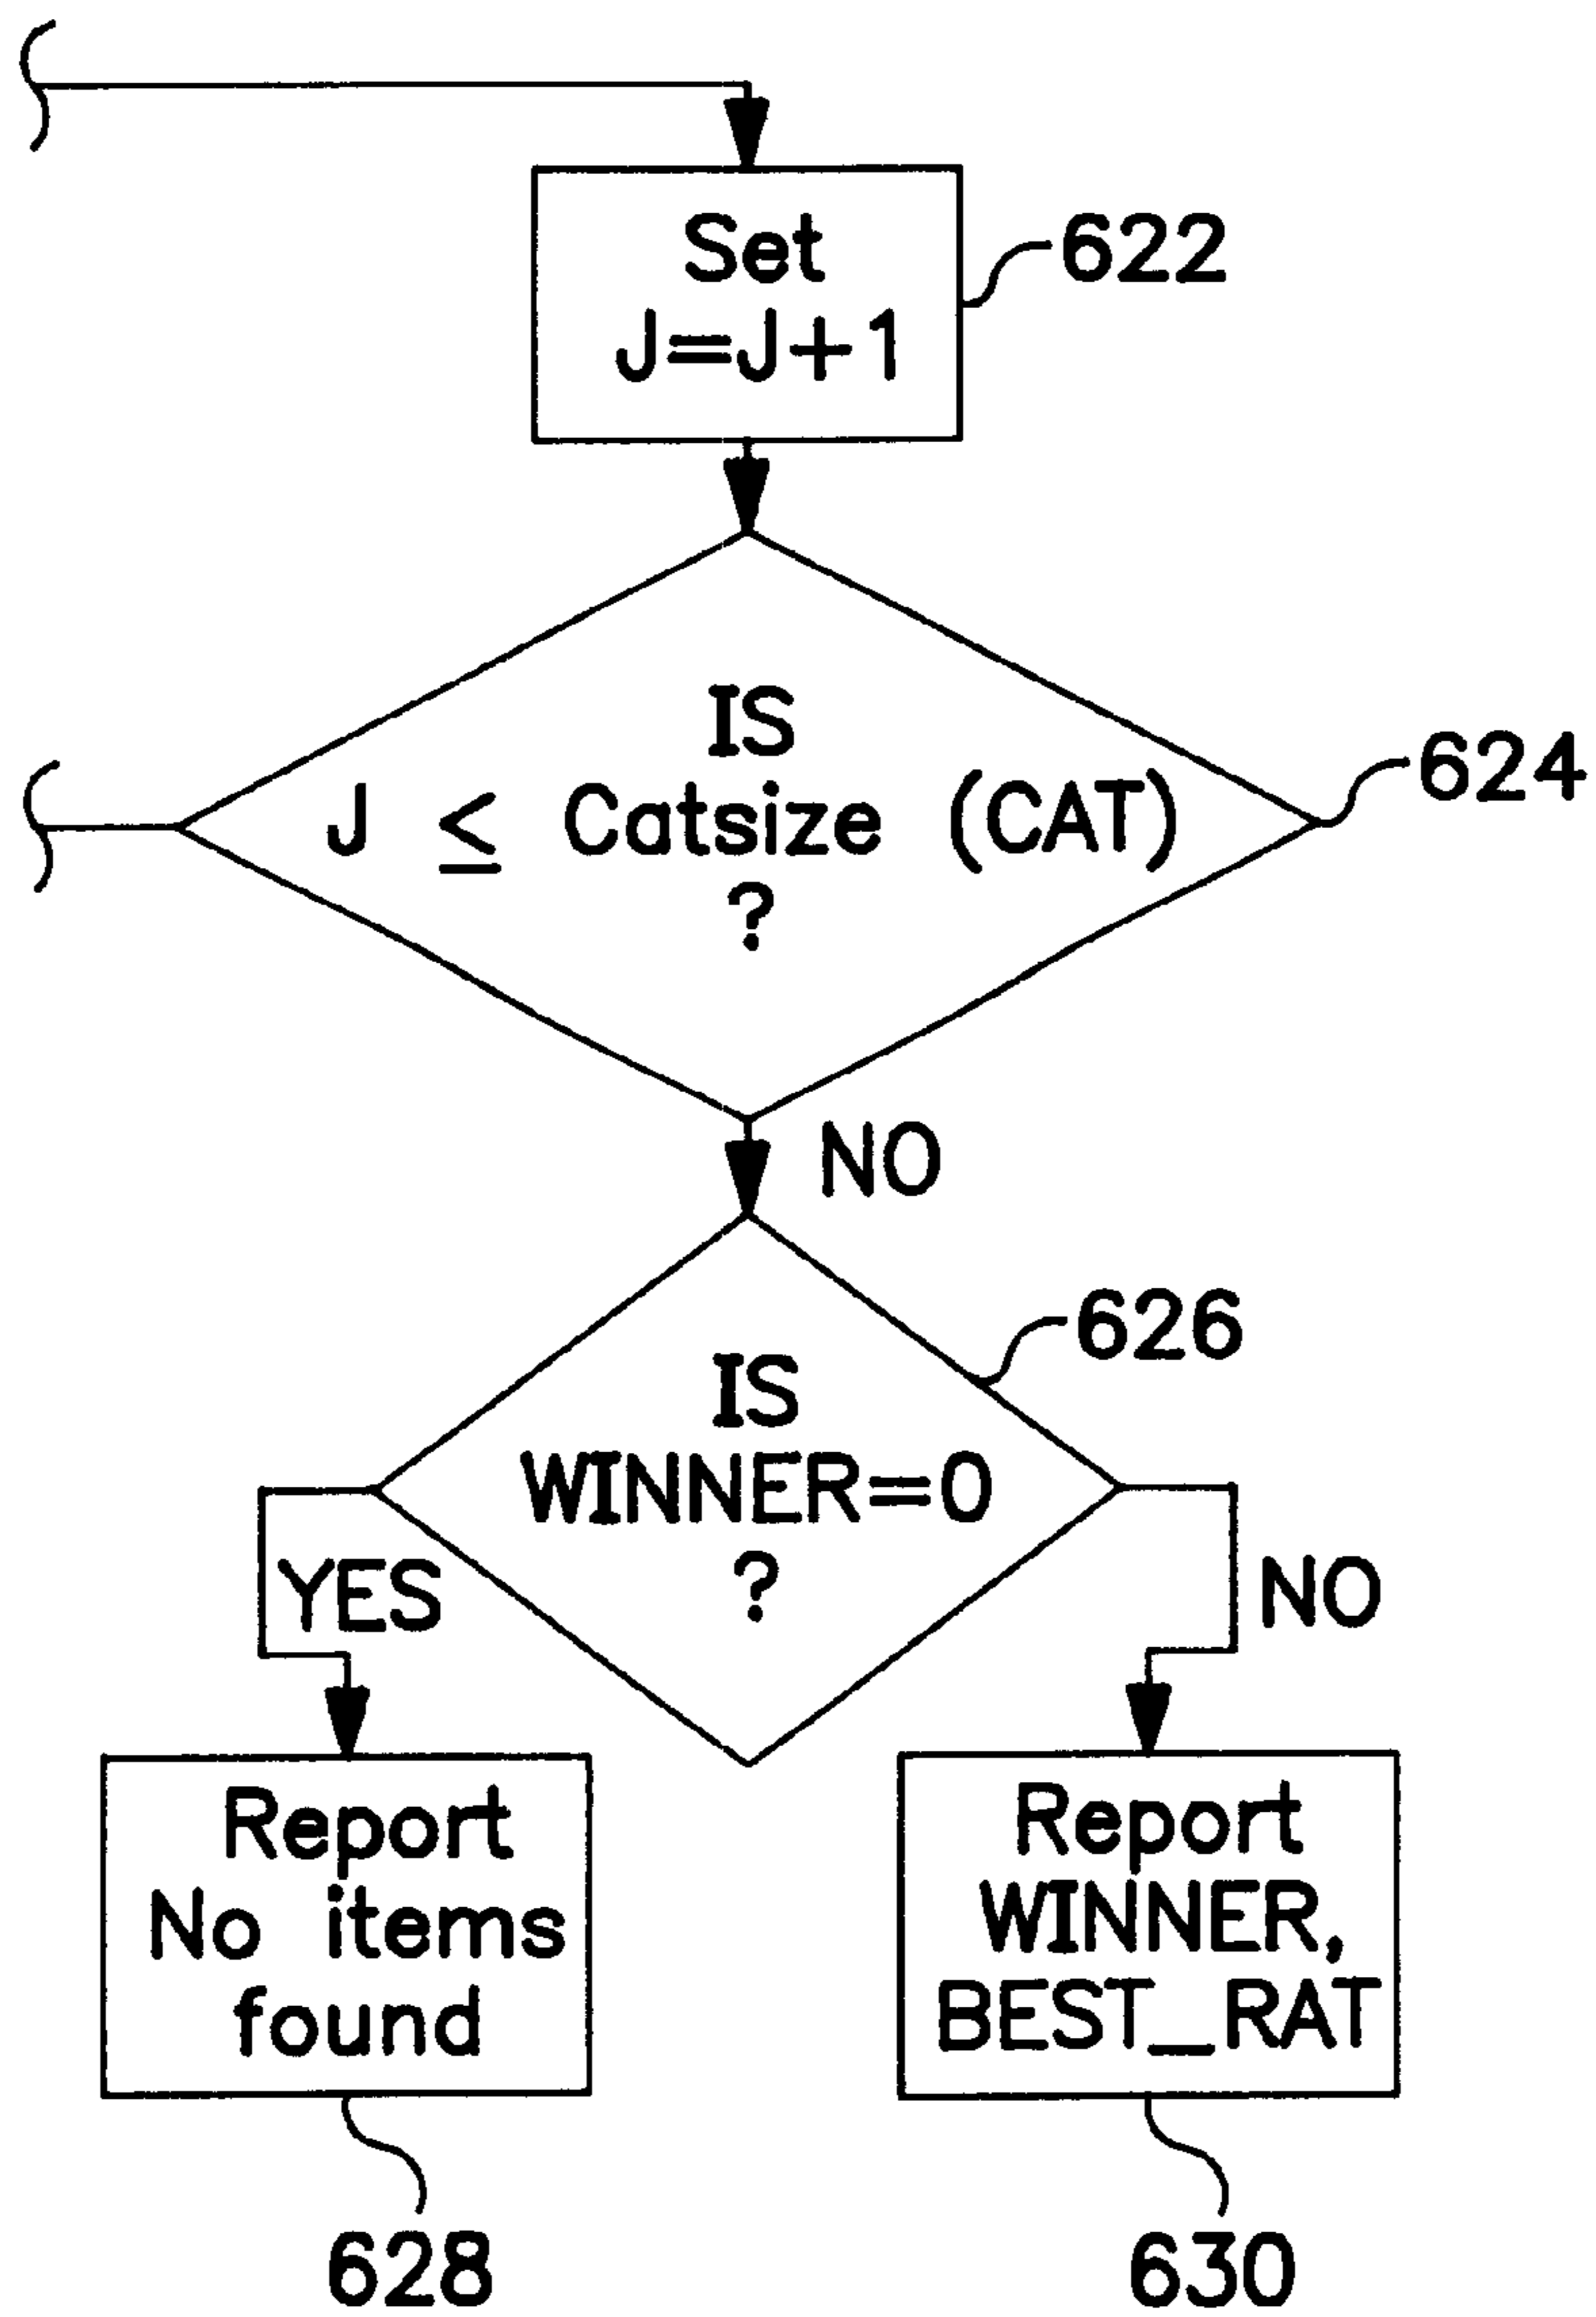 Set
J=J+1
622
IS
J ≤ Catsize (CAT)
?
624
NO
IS
WINNER=0
?
626
YES
NO
Report
No items
found
Report
WINNER,
BEST_RAT
628
630